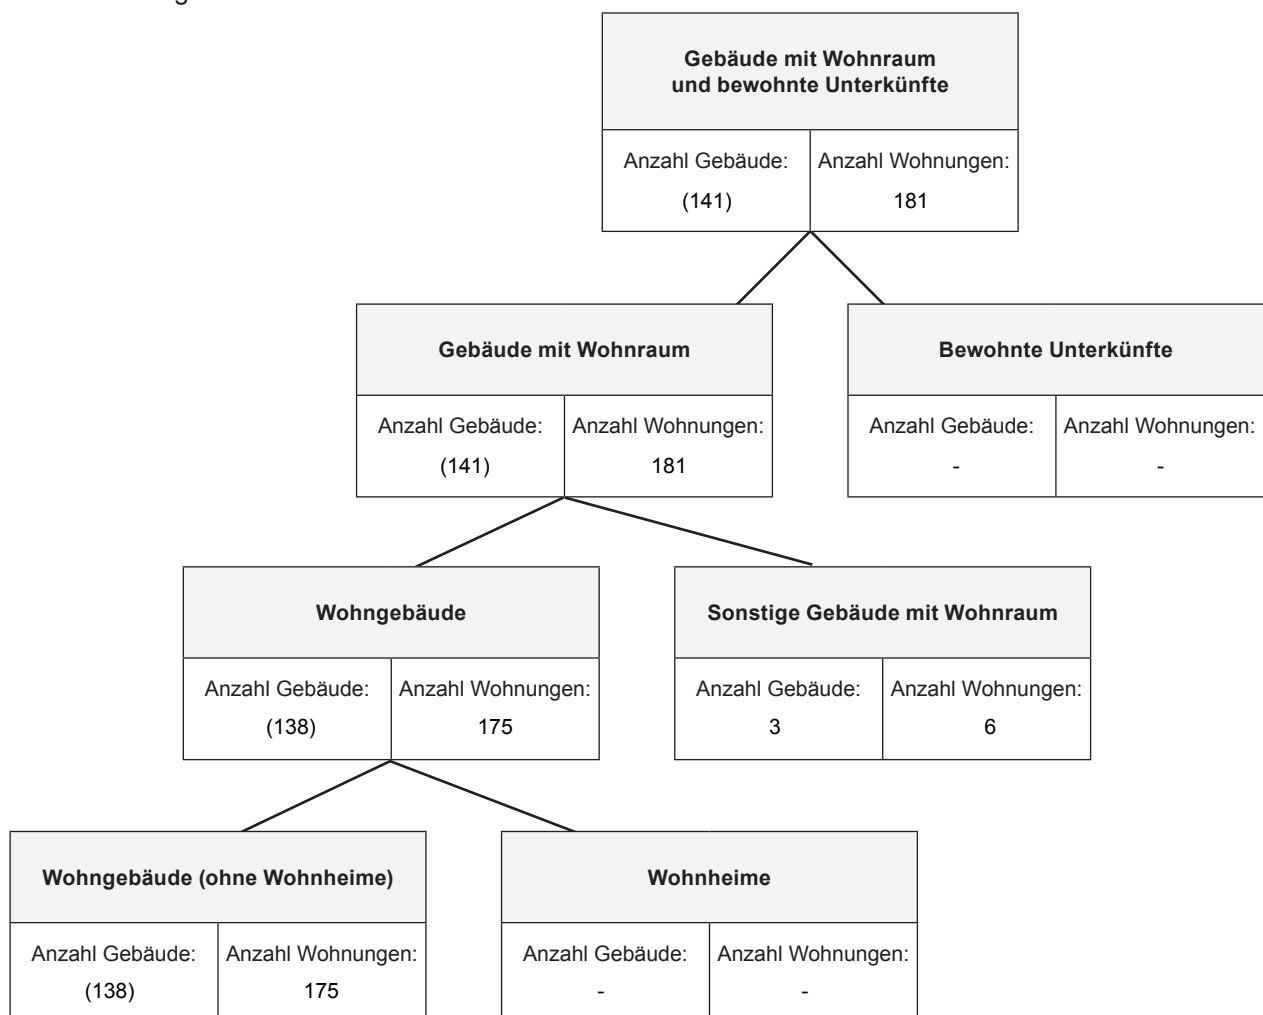 Gebäude mit Wohnraum
und bewohnte Unterkünfte
Anzahl Gebäude: Anzahl Wohnungen:
(141) 181
Gebäude mit Wohnraum
Anzahl Gebäude: Anzahl Wohnungen:
(141) 181
Bewohnte Unterkünfte
Anzahl Gebäude: Anzahl Wohnungen:
- -
Wohngebäude
Anzahl Gebäude: Anzahl Wohnungen:
(138) 175
Sonstige Gebäude mit Wohnraum
Anzahl Gebäude: Anzahl Wohnungen:
3 6
Wohngebäude (ohne Wohnheime)
Anzahl Gebäude: Anzahl Wohnungen:
(138) 175
Wohnheime
Anzahl Gebäude: Anzahl Wohnungen:
- -